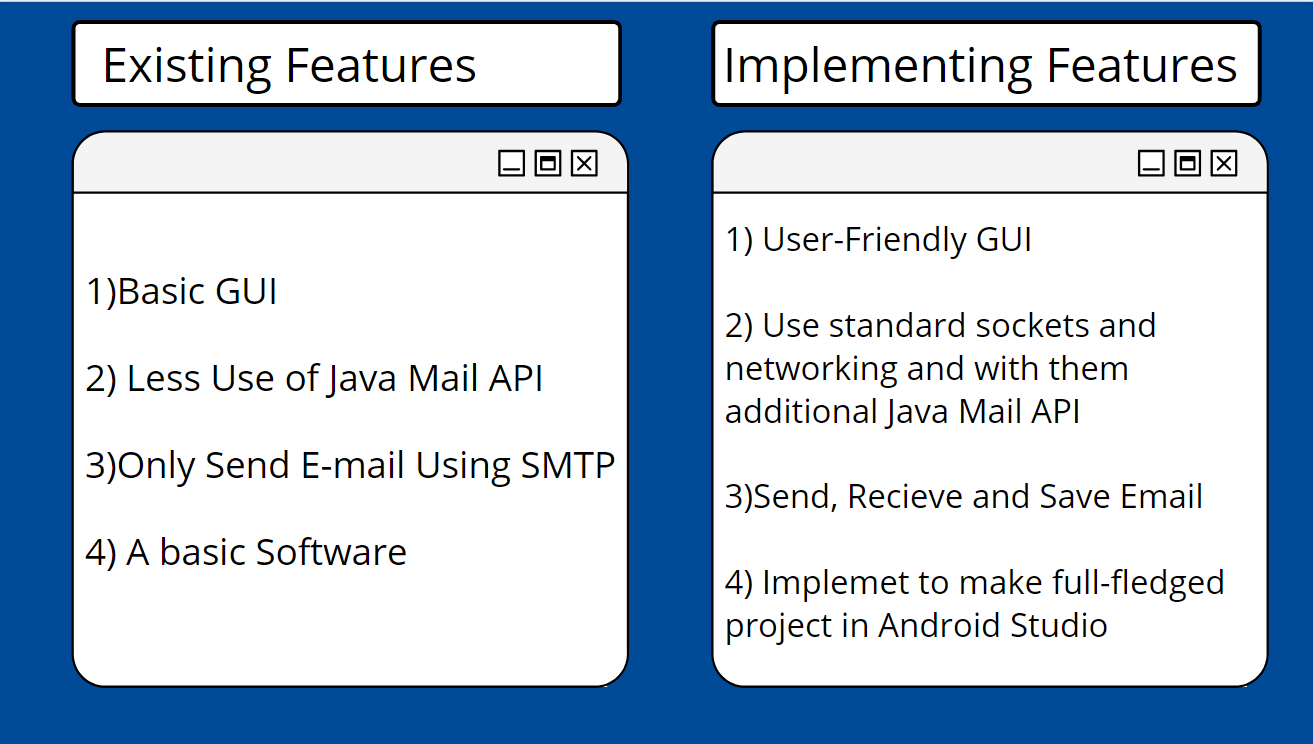 Existing Features
1)Basic GUI
2) Less Use of Java Mail API
3)Only Send E-mail Using SMTP
4) A basic Software
Implementing Features
1) User-Friendly GUI
2) Use standard sockets and
networking and with them
additional Java Mail API
3)Send, Recieve and Save Email
4) Implemet to make full-fledged
project in Android Studio